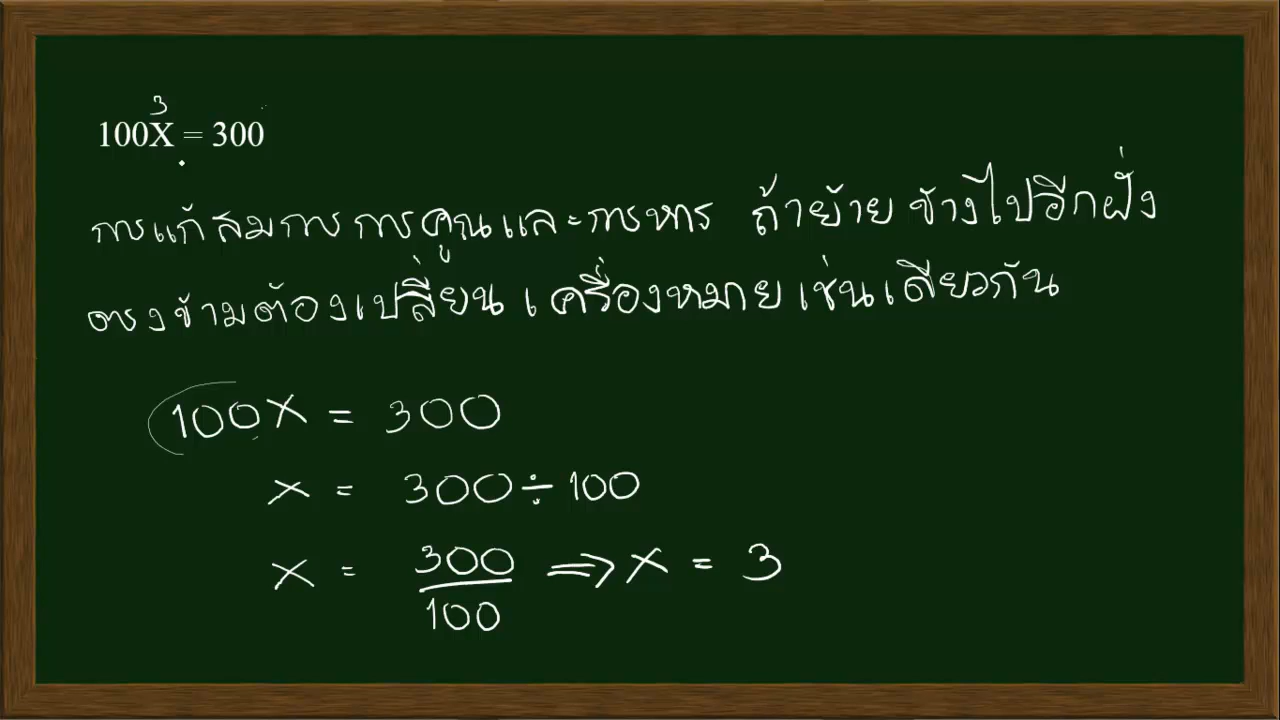 3
100X = 300
การแก้สมการการคูณและการหาร ถ้าย้ายข้างไปอีกฝั่ง
ตรงข้ามต้องเปลี่ยนเครื่องหมายเช่นเดียวกัน
100x = 300
x = 300 ÷ 100
x = 300/100 ⇒ x = 3